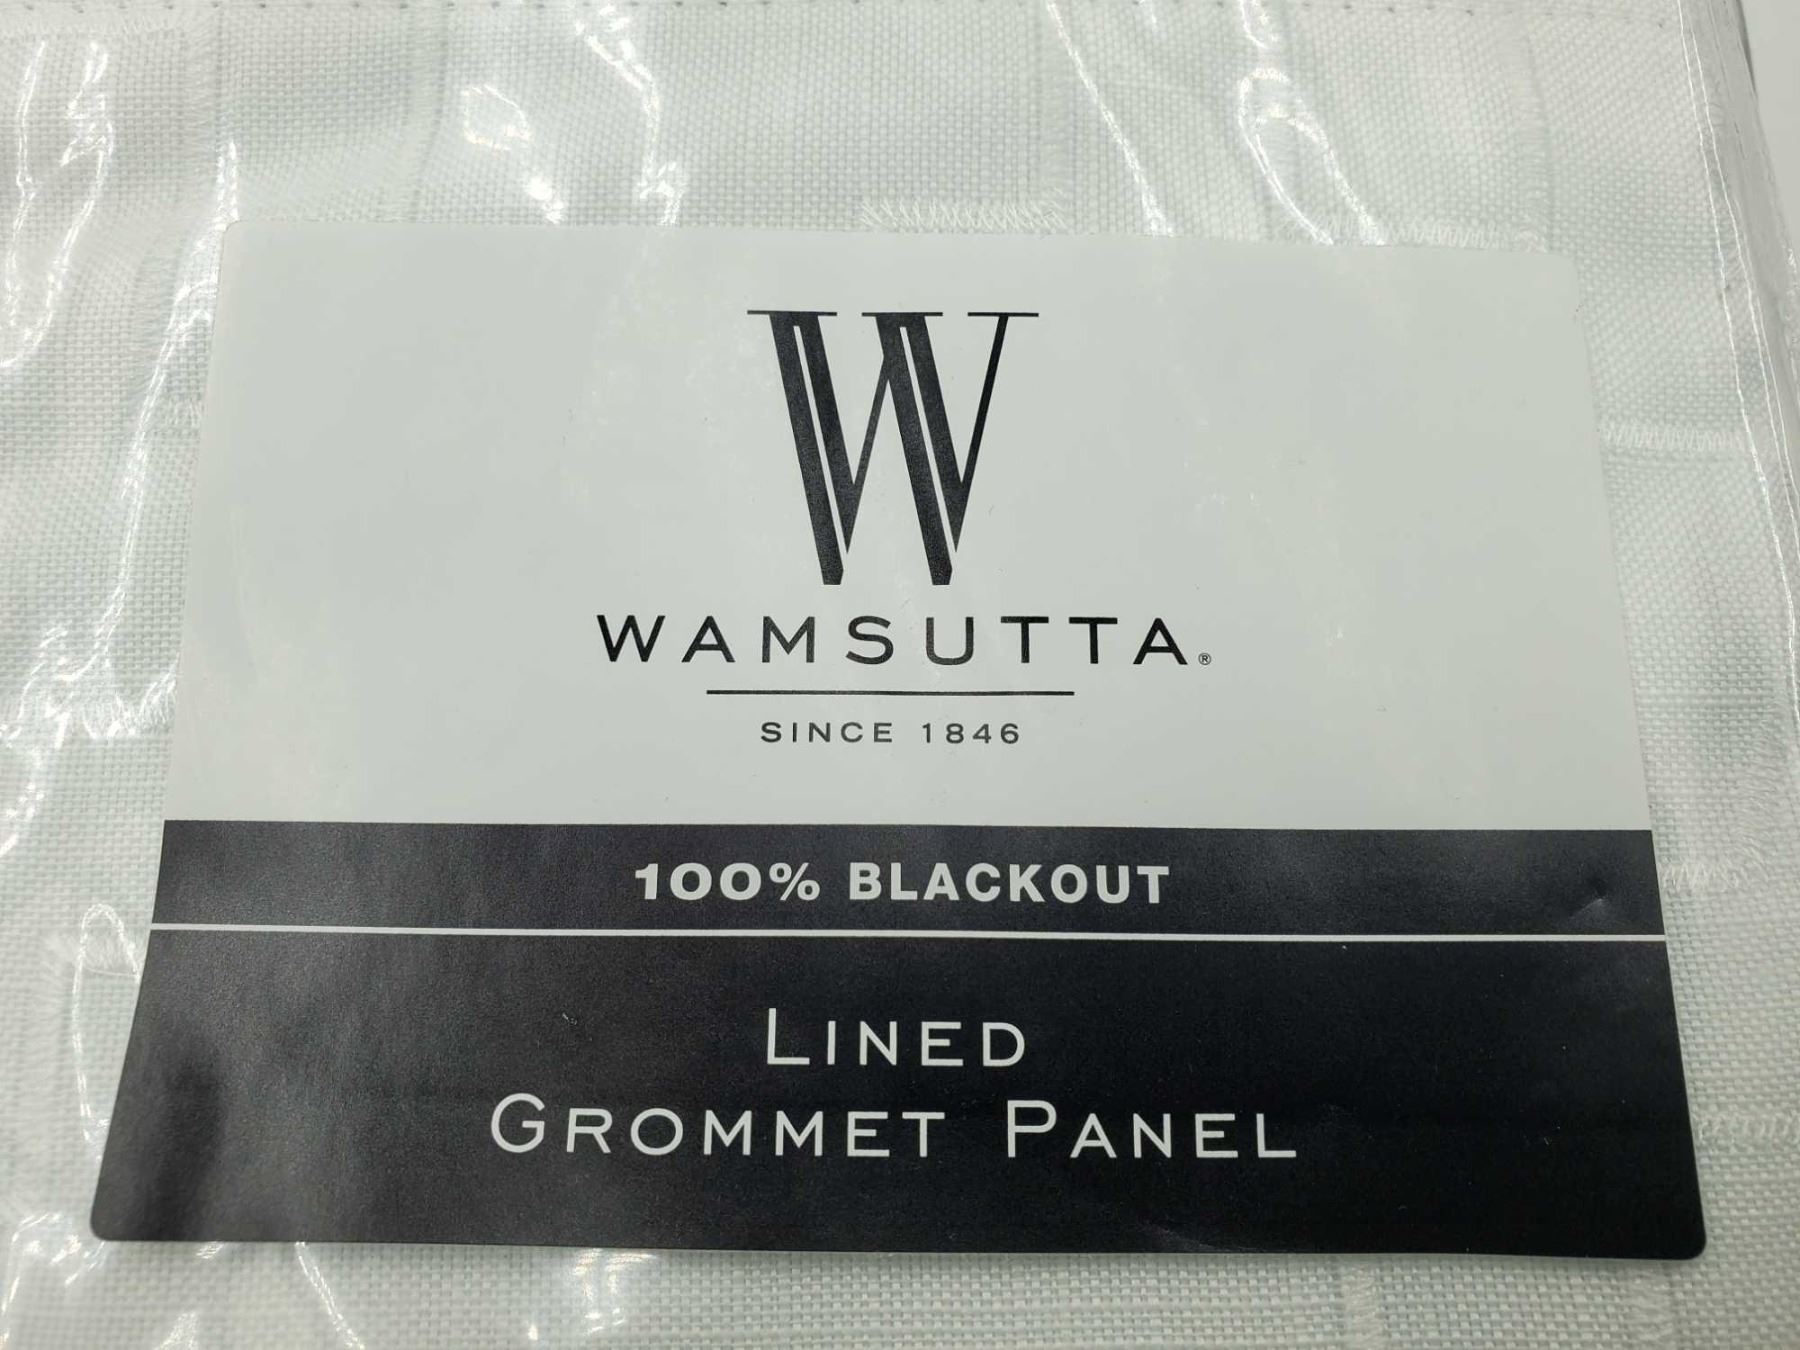 W
WAMSUTTA®
SINCE 1846
100% BLACKOUT
LINED
GROMMET PANEL